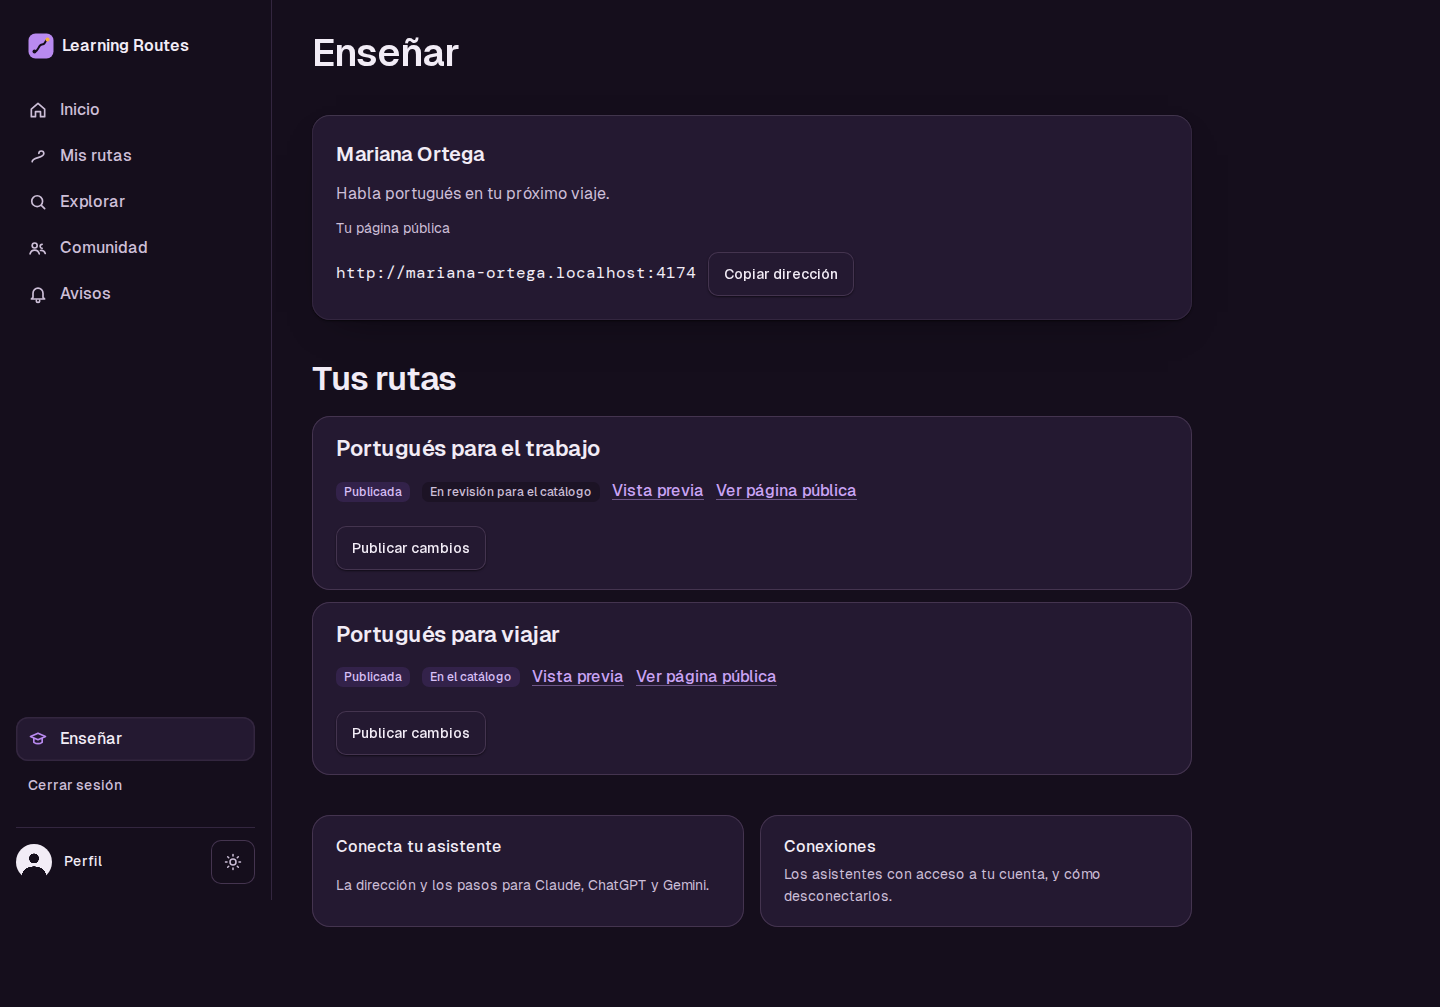 Learning Routes
Inicio
Mis rutas
Explorar
Comunidad
Avisos
Enseñar
Cerrar sesión
Perfil
Enseñar
Mariana Ortega
Habla portugués en tu próximo viaje.
Tu página pública
http://mariana-ortega.localhost:4174
Copiar dirección
Tus rutas
Portugués para el trabajo
Publicada En revisión para el catálogo Vista previa Ver página pública
Publicar cambios
Portugués para viajar
Publicada En el catálogo Vista previa Ver página pública
Publicar cambios
Conecta tu asistente
La dirección y los pasos para Claude, ChatGPT y Gemini.
Conexiones
Los asistentes con acceso a tu cuenta, y cómo
desconectarlos.